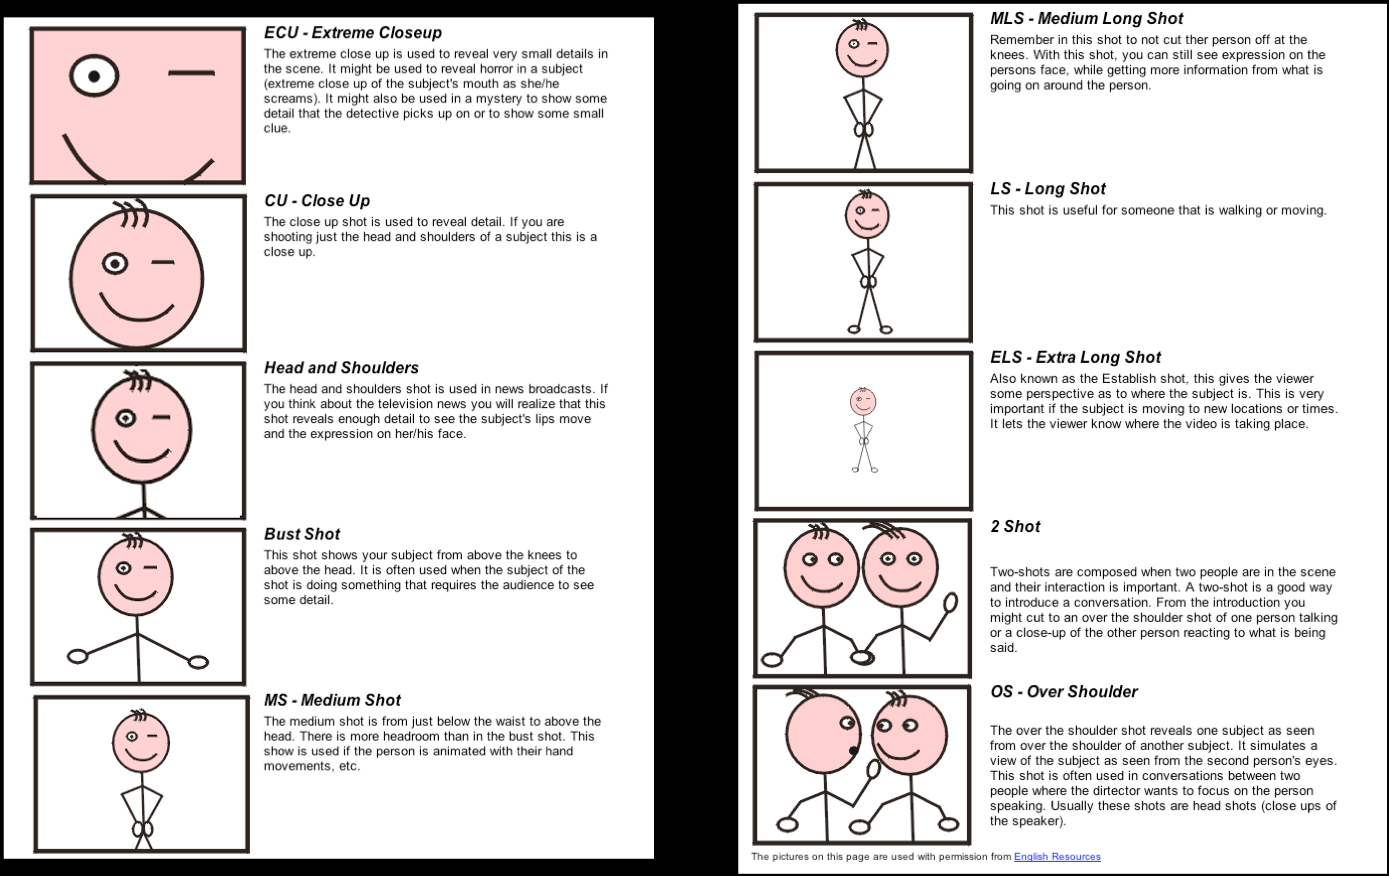 ECU - Extreme Closeup
The extreme close up is used to reveal very small details in
the scene. It might be used to reveal horror in a subject
(extreme close up of the subject's mouth as she/he
screams). It might also be used in a mystery to show some
detail that the detective picks up on or to show some small
clue.
CU - Close Up
The close up shot is used to reveal detail. If you are
shooting just the head and shoulders of a subject this is a
close up.
Head and Shoulders
The head and shoulders shot is used in news broadcasts. If
you think about the television news you will realize that this
shot reveals enough detail to see the subject's lips move
and the expression on her/his face.
Bust Shot
This shot shows your subject from above the knees to
above the head. It is often used when the subject of the
shot is doing something that requires the audience to see
some detail.
MS - Medium Shot
The medium shot is from just below the waist to above the
head. There is more headroom than in the bust shot. This
show is used if the person is animated with their hand
movements, etc.
MLS - Medium Long Shot
Remember in this shot to not cut ther person off at the
knees. With this shot, you can still see expression on the
persons face, while getting more information from what is
going on around the person.
LS - Long Shot
This shot is useful for someone that is walking or moving.
ELS - Extra Long Shot
Also known as the Establish shot, this gives the viewer
some perspective as to where the subject is. This is very
important if the subject is moving to new locations or times.
It lets the viewer know where the video is taking place.
2 Shot
Two-shots are composed when two people are in the scene
and their interaction is important. A two-shot is a good way
to introduce a conversation. From the introduction you
might cut to an over the shoulder shot of one person talking
or a close-up of the other person reacting to what is being
said.
OS - Over Shoulder
The over the shoulder shot reveals one subject as seen
from over the shoulder of another subject. It simulates a
view of the subject as seen from the second person's eyes.
This shot is often used in conversations between two
people where the dirtector wants to focus on the person
speaking. Usually these shots are head shots (close ups of
the speaker).
The pictures on this page are used with permission from English Resources